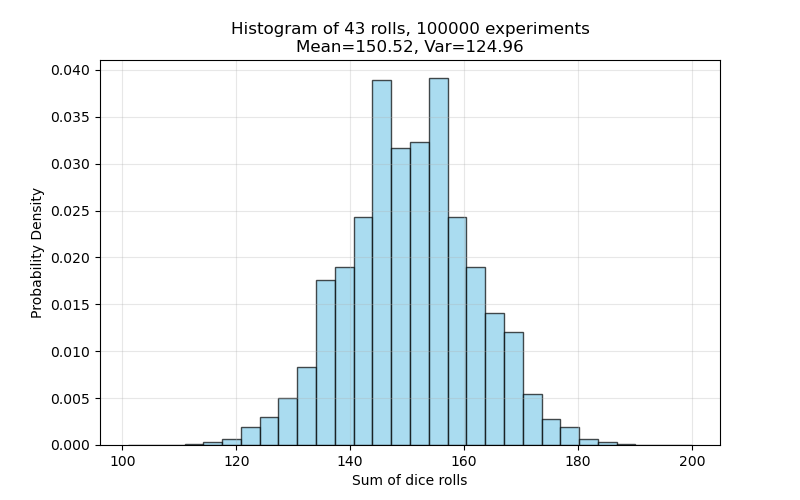 Histogram of 43 rolls, 100000 experiments
Mean=150.52, Var=124.96
Probability Density
0.040
0.035
0.030
0.025
0.020
0.015
0.010
0.005
0.000
100 120 140 160 180 200
Sum of dice rolls